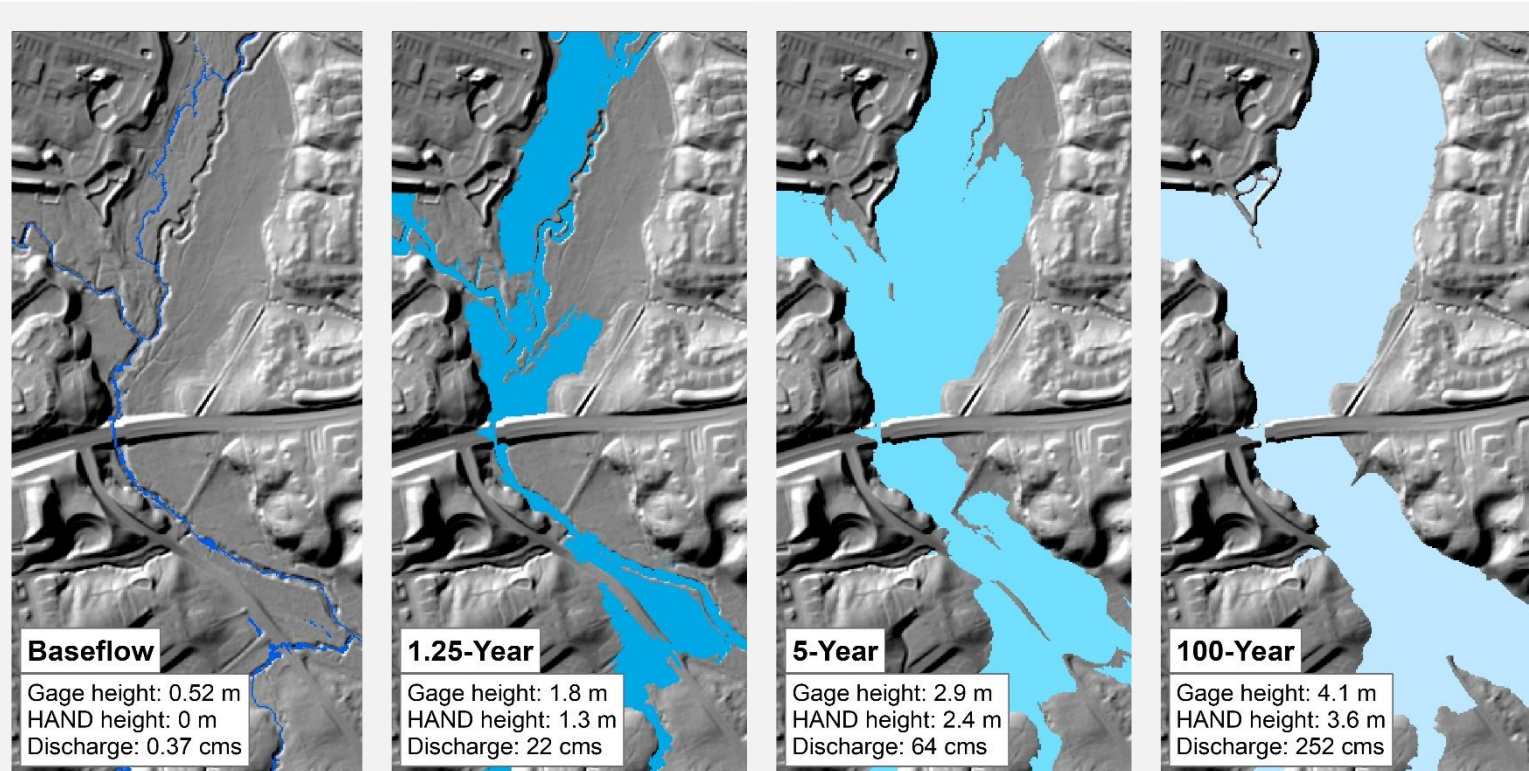 Baseflow
Gage height: 0.52 m
HAND height: 0 m
Discharge: 0.37 cms
1.25-Year
Gage height: 1.8 m
HAND height: 1.3 m
Discharge: 22 cms
5-Year
Gage height: 2.9 m
HAND height: 2.4 m
Discharge: 64 cms
100-Year
Gage height: 4.1 m
HAND height: 3.6 m
Discharge: 252 cms